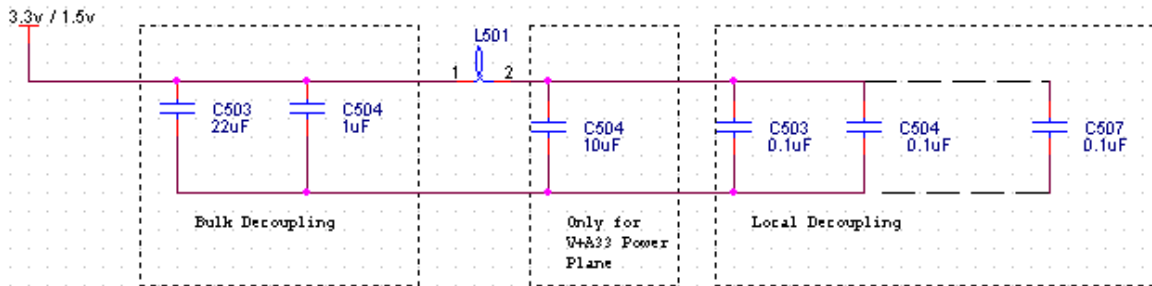 3.3v / 1.5v
L501
1
2
C503
22uF
C504
1uF
C504
10uF
C503
0.1uF
C504
0.1uF
C507
0.1uF
Bulk Decoupling
Only for
V+A33 Power
Plane
Local Decoupling